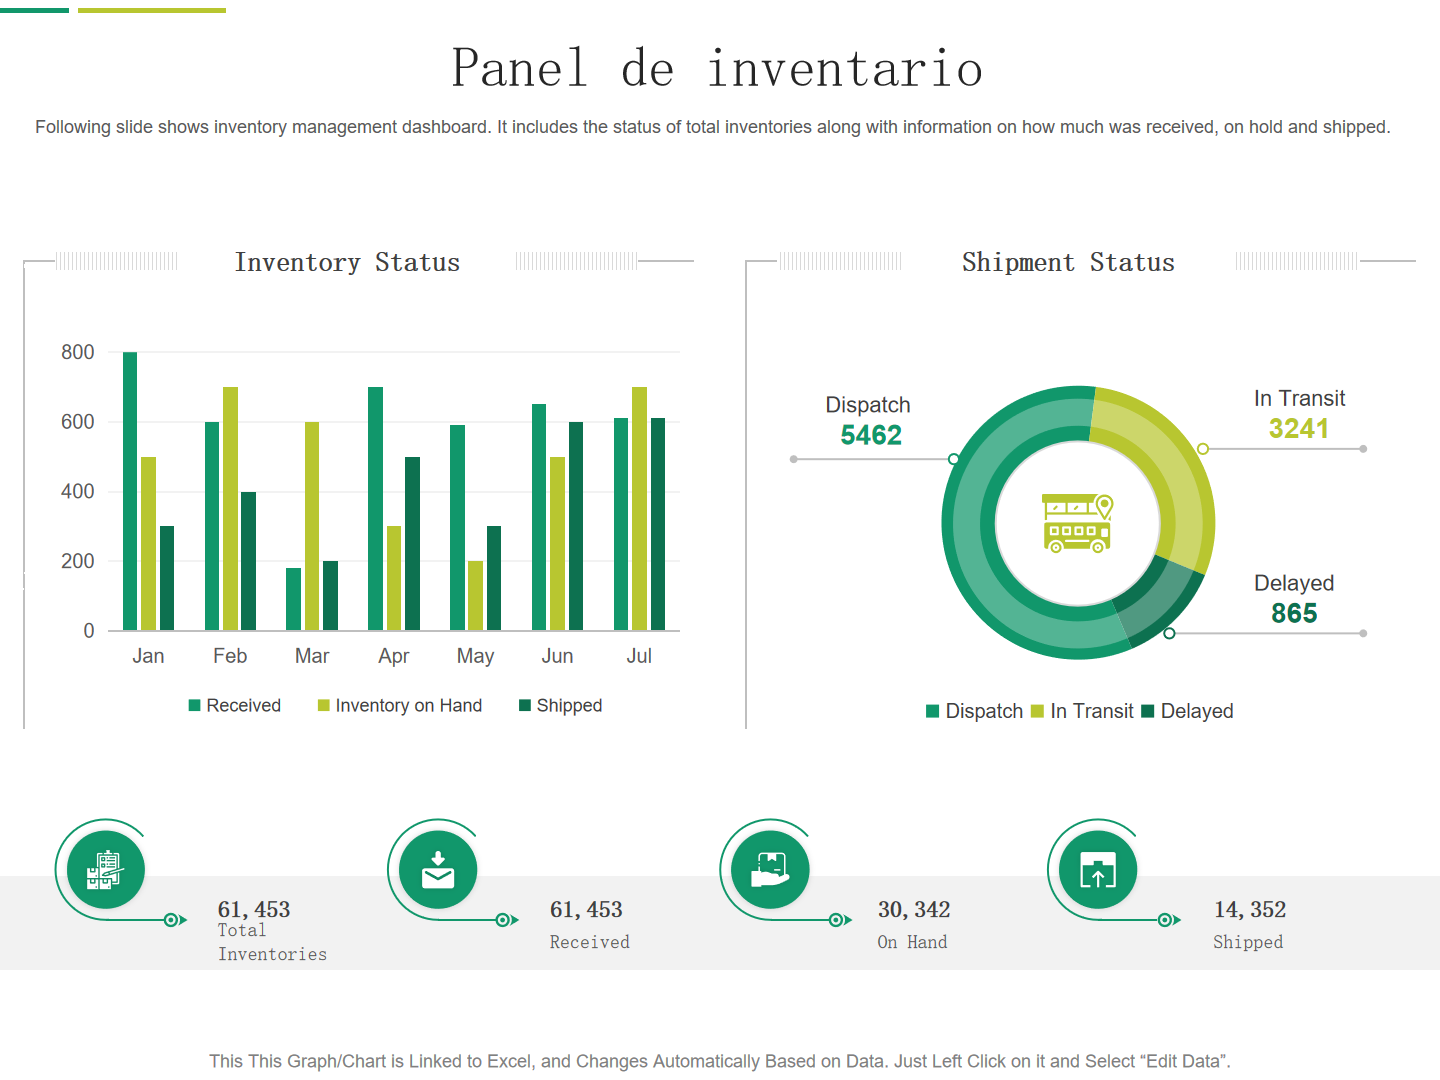 Panel de inventario
Following slide shows inventory management dashboard. It includes the status of total inventories along with information on how much was received, on hold and shipped.
Inventory Status
800
600
400
200
0
Jan Feb Mar Apr May Jun Jul
Received Inventory on Hand Shipped
Shipment Status
Dispatch
5462
In Transit
3241
Delayed
865
Dispatch In Transit Delayed
61,453
Total
Inventories
61,453
Received
30,342
On Hand
14,352
Shipped
This This Graph/Chart is Linked to Excel, and Changes Automatically Based on Data. Just Left Click on it and Select “Edit Data”.